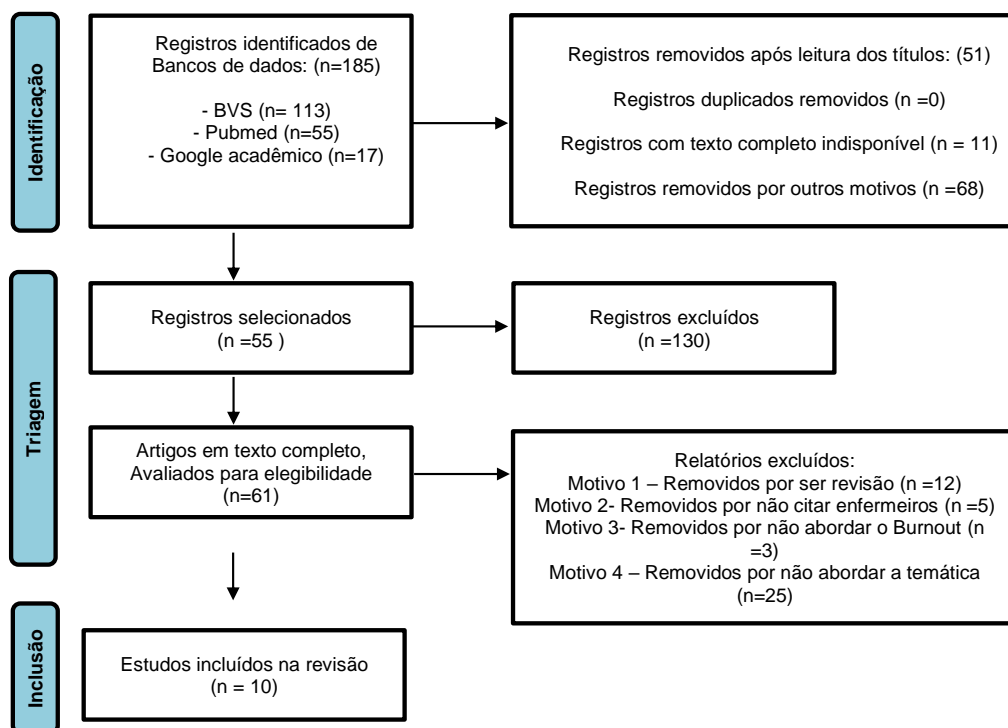 Identificação
Registros identificados de
Bancos de dados: (n=185)
- BVS (n= 113)
- Pubmed (n=55)
- Google acadêmico (n=17)
Registros removidos após leitura dos títulos: (51)
Registros duplicados removidos (n =0)
Registros com texto completo indisponível (n = 11)
Registros removidos por outros motivos (n =68)
Triagem
Registros selecionados
(n =55 )
Registros excluídos
(n =130)
Artigos em texto completo,
Avaliados para elegibilidade
(n=61)
Relatórios excluídos:
Motivo 1 – Removidos por ser revisão (n =12)
Motivo 2- Removidos por não citar enfermeiros (n =5)
Motivo 3- Removidos por não abordar o Burnout (n
=3)
Motivo 4 – Removidos por não abordar a temática
(n=25)
Inclusão
Estudos incluídos na revisão
(n = 10)